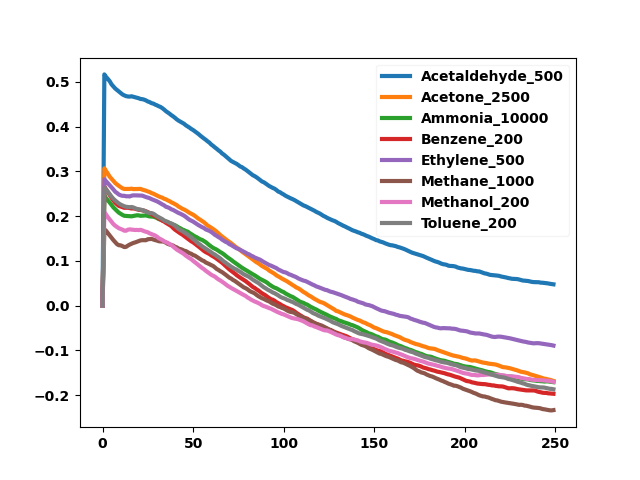 0.5
0.4
0.3
0.2
0.1
0.0
−0.1
−0.2
0 50 100 150 200 250
Acetaldehyde_500
Acetone_2500
Ammonia_10000
Benzene_200
Ethylene_500
Methane_1000
Methanol_200
Toluene_200